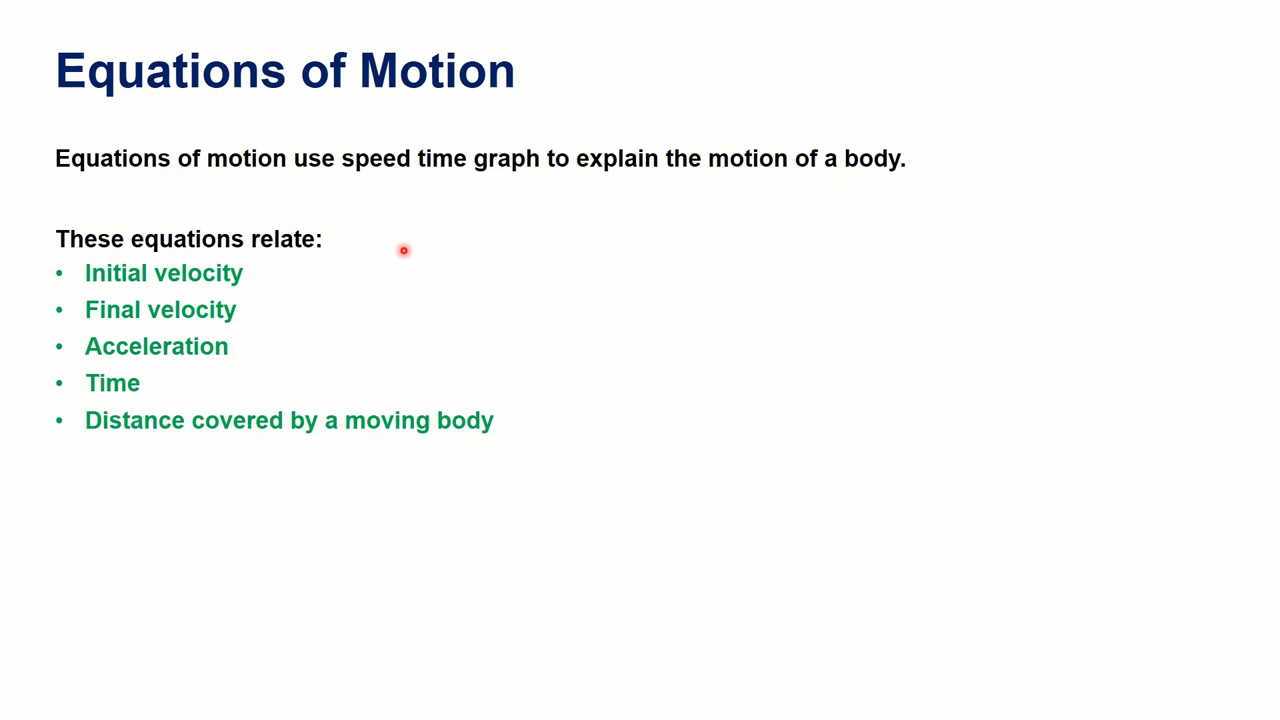 Equations of Motion
Equations of motion use speed time graph to explain the motion of a body.
These equations relate:
• Initial velocity
• Final velocity
• Acceleration
• Time
• Distance covered by a moving body